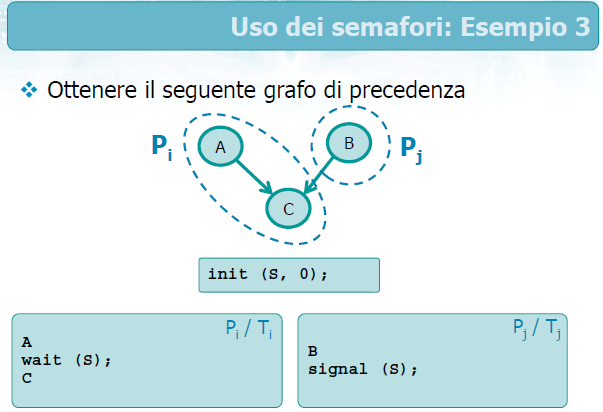 Uso dei semafori: Esempio 3
❖ Ottenere il seguente grafo di precedenza
Pi
A
B
Pj
C
init (S, 0);
Pi / Ti
A
wait (S);
C
Pj / Tj
B
signal (S);